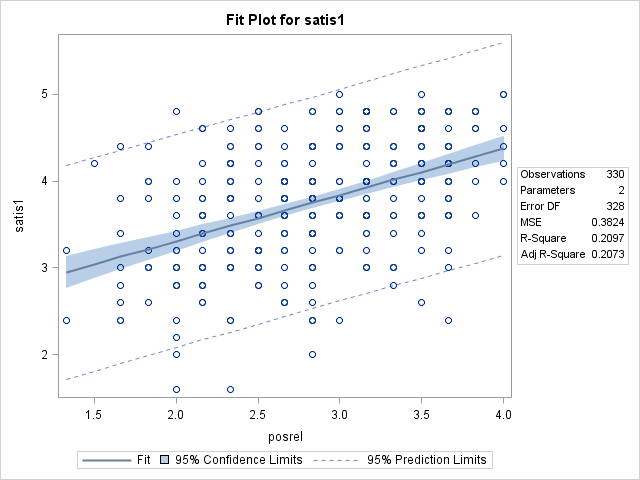 Fit Plot for satis1
5
4
3
2
satis1
1.5 2.0 2.5 3.0 3.5 4.0
posrel
Observations 330
Parameters 2
Error DF 328
MSE 0.3824
R-Square 0.2097
Adj R-Square 0.2073
Fit 95% Confidence Limits 95% Prediction Limits